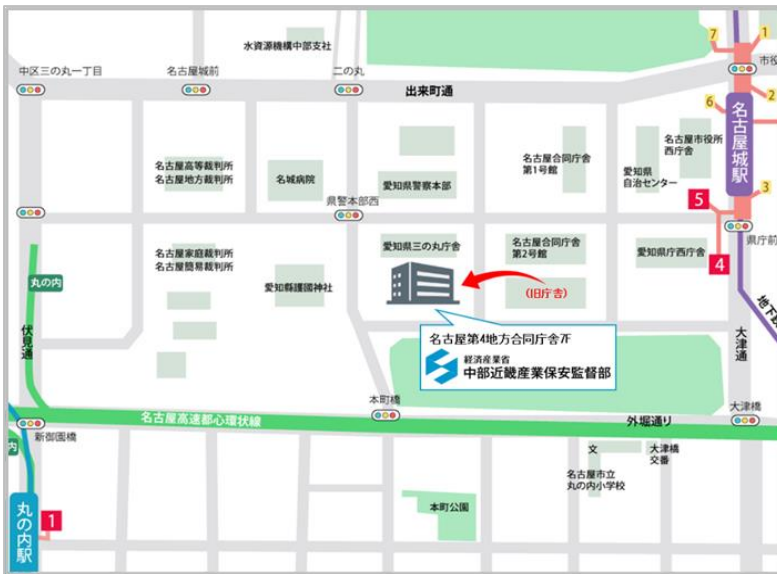 水資源機構中部支社
7
1
中区三の丸一丁目
名古屋城前
二の丸
市役
出来町通
2
6
名古屋城駅
名古屋市役所
西庁舎
名古屋高等裁判所
名古屋地方裁判所
名城病院
愛知県警察本部
名古屋合同庁舎
第1号館
愛知県
自治センター
3
5
県警本部西
県庁前
4
名古屋家庭裁判所
名古屋簡易裁判所
愛知県三の丸庁舎
名古屋合同庁舎
第2号館
愛知県庁西庁舎
丸の内
愛知縣護國神社
(旧庁舎)
地下鉄
伏見通
大津通
名古屋第4地方合同庁舎7F
経済産業省
中部近畿産業保安監督部
本町橋
大津橋
名古屋高速都心環状線
外堀通り
新御園橋
内
文
大津橋
交番
名古屋市立
丸の内小学校
丸の内駅
1
本町公園